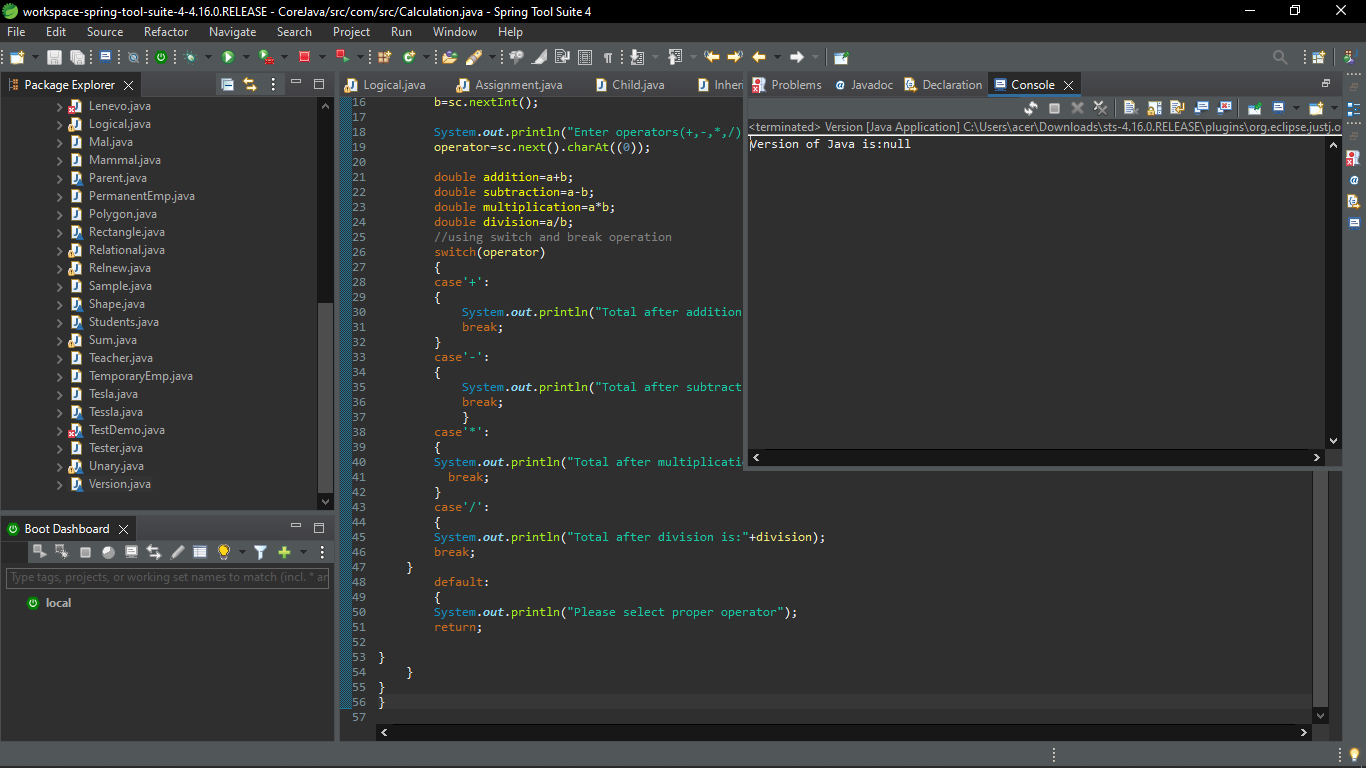 workspace-spring-tool-suite-4-4.16.0.RELEASE - CoreJava/src/com/src/Calculation.java - Spring Tool Suite 4
File Edit Source Refactor Navigate Search Project Run Window Help
Package Explorer
Lenevo.java
Logical.java
Mal.java
Mammal.java
Parent.java
PermanentEmp.java
Polygon.java
Rectangle.java
Relational.java
Relnew.java
Sample.java
Shape.java
Students.java
Sum.java
Teacher.java
TemporaryEmp.java
Tesla.java
Tessla.java
TestDemo.java
Tester.java
Unary.java
Version.java
Boot Dashboard
Type tags, projects, or working set names to match (incl. * ar
local
Logical.java Assignment.java Child.java Inher
16 b=sc.nextInt();
17
18 System.out.println("Enter operators(+,-,*,/)
19 operator=sc.next().charAt((0));
20
21 double addition=a+b;
22 double subtraction=a-b;
23 double multiplication=a*b;
24 double division=a/b;
25 //using switch and break operation
26 switch(operator)
27 {
28 case'+':
29 {
30 System.out.println("Total after addition
31 break;
32 }
33 case'-':
34 {
35 System.out.println("Total after subtract
36 break;
37 }
38 case'*':
39 {
40 System.out.println("Total after multiplicati
41 break;
42 }
43 case'/':
44 {
45 System.out.println("Total after division is:"+division);
46 break;
47 }
48 default:
49 {
50 System.out.println("Please select proper operator");
51 return;
52
53 }
54 }
55 }
56 }
57
Problems Javadoc Declaration Console
<terminated> Version [Java Application] C:\Users\acer\Downloads\sts-4.16.0.RELEASE\plugins\org.eclipse.justj.o
Version of Java is:null